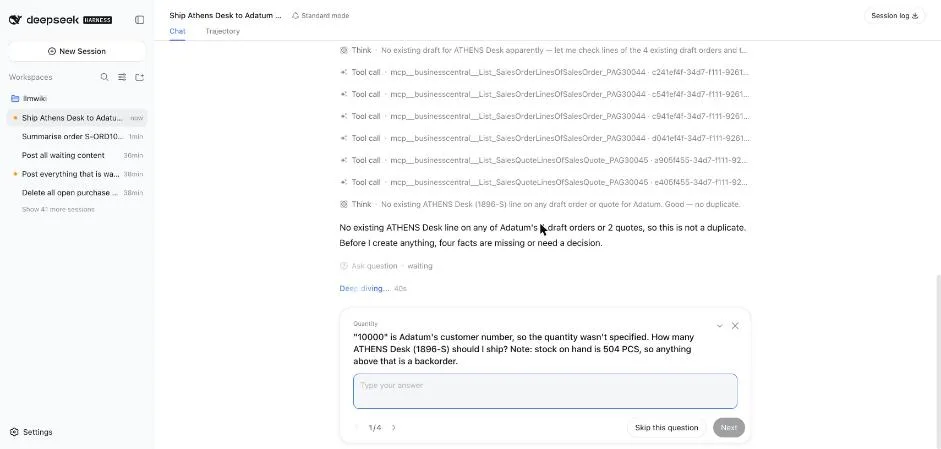 deepseek HARNESS
New Session
Workspaces
llmwiki
Ship Athens Desk to Adatu... now
Summarise order S-ORD10... 1min
Post all waiting content 36min
Post everything that is wa... 38min
Delete all open purchase ... 38min
Show 41 more sessions
Settings
Ship Athens Desk to Adatum ... Standard mode
Session log
Chat Trajectory
Think · No existing draft for ATHENS Desk apparently — let me check lines of the 4 existing draft orders and t...
Tool call · mcp__businesscentral__List_SalesOrderLinesOfSalesOrder_PAG30044 · c241ef4f-34d7-f111-9261...
Tool call · mcp__businesscentral__List_SalesOrderLinesOfSalesOrder_PAG30044 · c541ef4f-34d7-f111-9261...
Tool call · mcp__businesscentral__List_SalesOrderLinesOfSalesOrder_PAG30044 · c941ef4f-34d7-f111-9261...
Tool call · mcp__businesscentral__List_SalesOrderLinesOfSalesOrder_PAG30044 · d041ef4f-34d7-f111-9261...
Tool call · mcp__businesscentral__List_SalesQuoteLinesOfSalesQuote_PAG30045 · a905f455-34d7-f111-92...
Tool call · mcp__businesscentral__List_SalesQuoteLinesOfSalesQuote_PAG30045 · e405f455-34d7-f111-92...
Think · No existing ATHENS Desk (1896-S) line on any draft order or quote for Adatum. Good — no duplicate.
No existing ATHENS Desk line on any of Adatum's draft orders or 2 quotes, so this is not a duplicate.
Before I create anything, four facts are missing or need a decision.
Ask question · waiting
Deep diving... 40s
Quantity
"10000" is Adatum's customer number, so the quantity wasn't specified. How many
ATHENS Desk (1896-S) should I ship? Note: stock on hand is 504 PCS, so anything
above that is a backorder.
Type your answer
1/4
Skip this question
Next